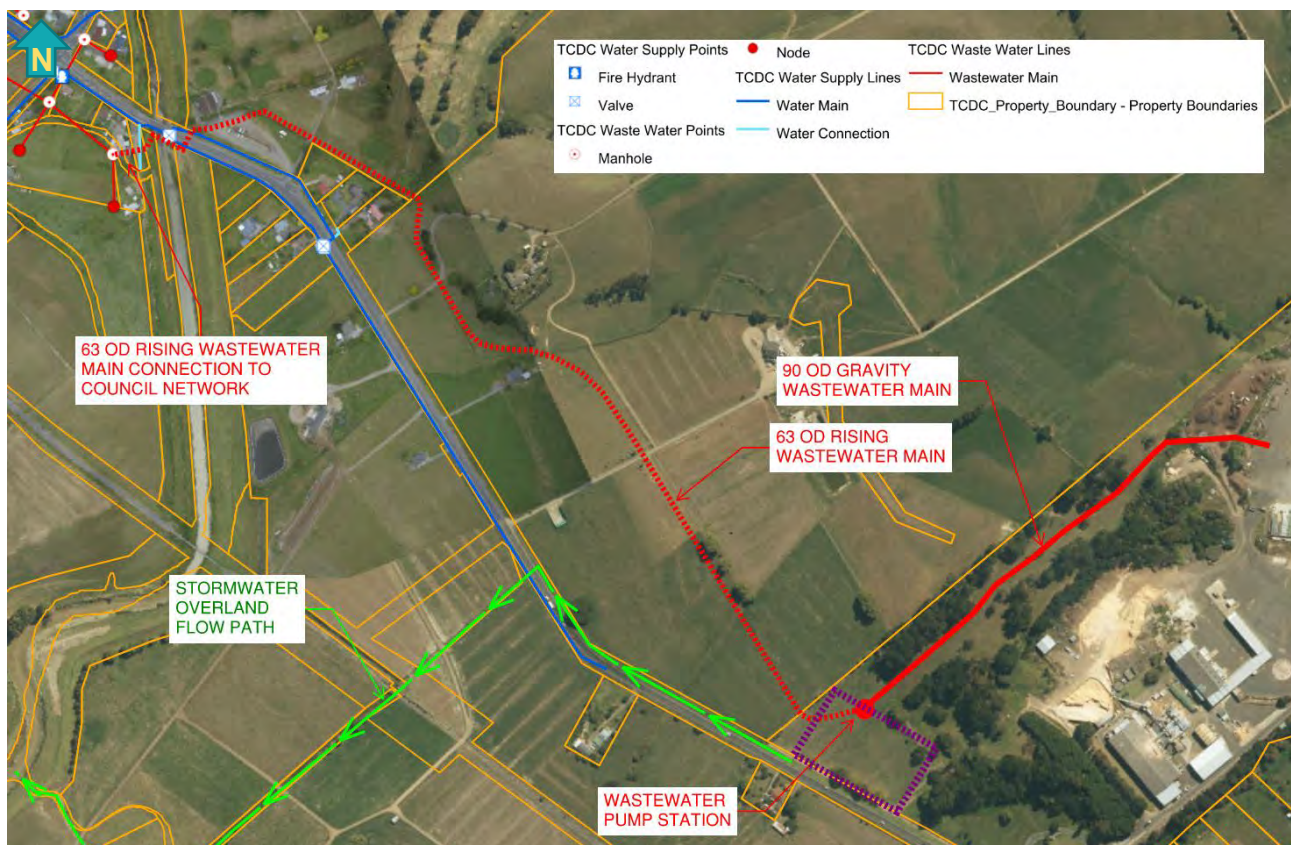 N
TCDC Water Supply Points
Fire Hydrant
Valve
TCDC Waste Water Points
Manhole
Node
TCDC Water Supply Lines
Water Main
Water Connection
TCDC Waste Water Lines
Wastewater Main
TCDC_Property_Boundary - Property Boundaries
63 OD RISING WASTEWATER
MAIN CONNECTION TO
COUNCIL NETWORK
90 OD GRAVITY
WASTEWATER MAIN
63 OD RISING
WASTEWATER MAIN
STORMWATER
OVERLAND
FLOW PATH
WASTEWATER
PUMP STATION